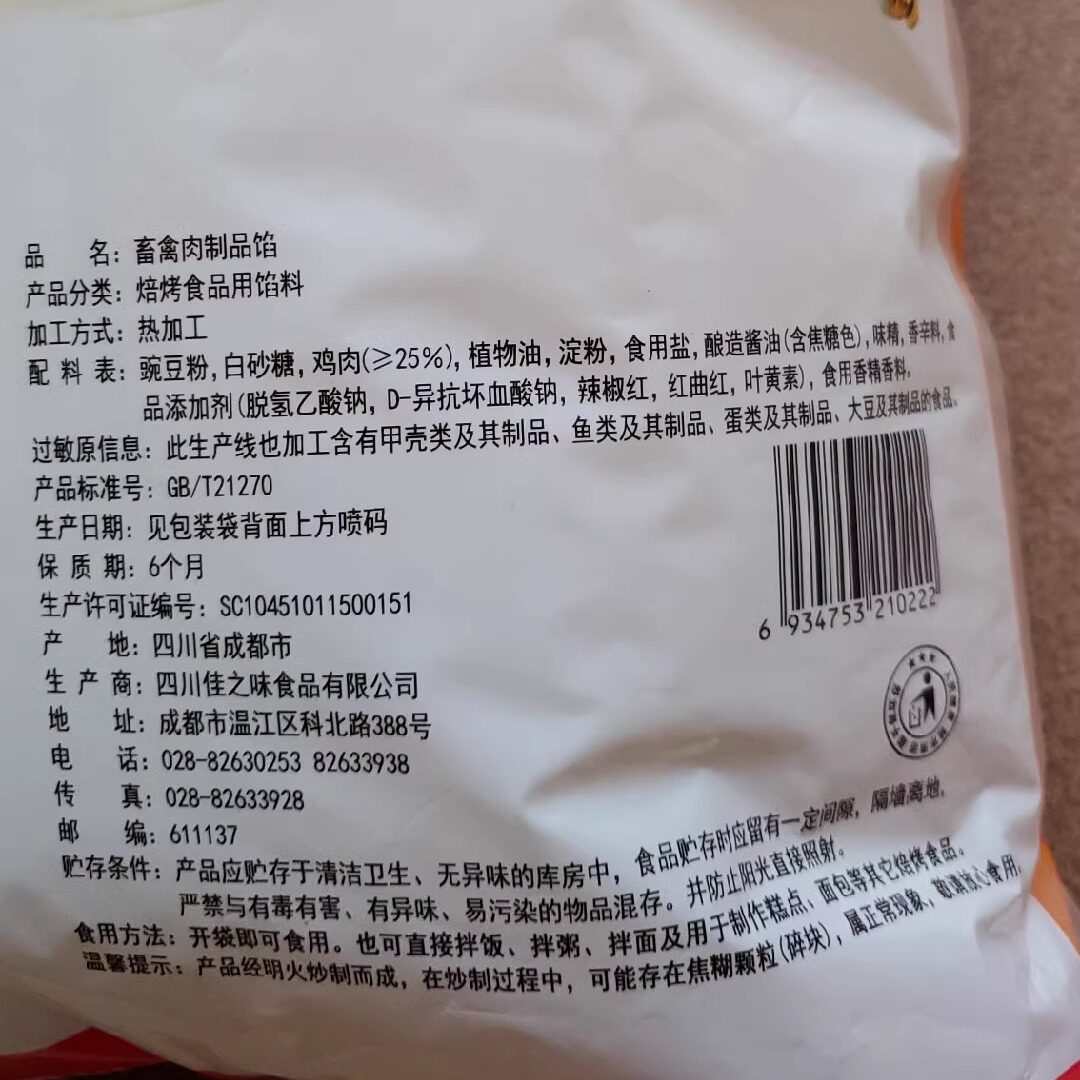 品 名：畜禽肉制品馅
产品分类：焙烤食品用馅料
加工方式：热加工
配 料 表：豌豆粉，白砂糖，鸡肉(≥25%)，植物油，淀粉，食用盐，酿造酱油(含焦糖色)，味精，香辛料，食
品添加剂(脱氢乙酸钠，D-异抗坏血酸钠，辣椒红，红曲红，叶黄素)，食用香精香料。
过敏原信息：此生产线也加工含有甲壳类及其制品、鱼类及其制品、蛋类及其制品、大豆及其制品的食品。
产品标准号：GB/T21270
生产日期：见包装袋背面上方喷码
保 质 期：6个月
生产许可证编号：SC10451011500151
产 地：四川省成都市
生 产 商：四川佳之味食品有限公司
地 址：成都市温江区科北路388号
电 话：028-82630253 82633938
传 真：028-82633928
邮 编：611137
贮存条件：产品应贮存于清洁卫生、无异味的库房中，食品贮存时应留有一定间隙，隔墙离地，
严禁与有毒有害、有异味、易污染的物品混存。并防止阳光直接照射。
食用方法：开袋即可食用。也可直接拌饭、拌粥、拌面及用于制作糕点、面包等其它焙烤食品。
温馨提示：产品经明火炒制而成，在炒制过程中，可能存在焦糊颗粒(碎块)，属正常现象，敬请放心食用。
6 934753 210222